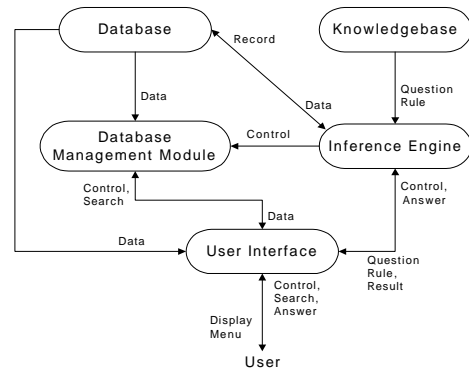 Database
Knowledgebase
Record
Question
Rule
Data
Data
Database
Management Module
Control
Inference Engine
Control,
Search
Control,
Answer
Data
Data
User Interface
Question
Rule,
Result
Control,
Search,
Answer
Display
Menu
User